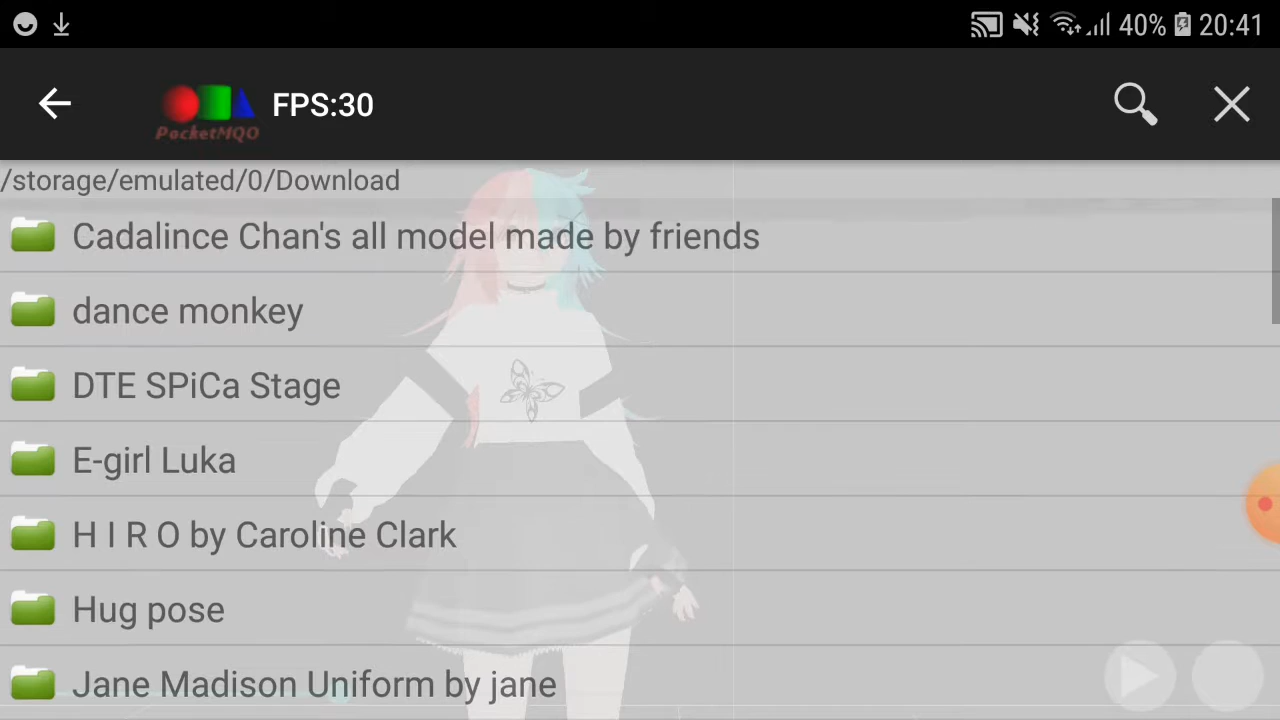 40% 20:41
PocketMQO FPS:30
/storage/emulated/0/Download
Cadalince Chan's all model made by friends
dance monkey
DTE SPiCa Stage
E-girl Luka
H I R O by Caroline Clark
Hug pose
Jane Madison Uniform by jane